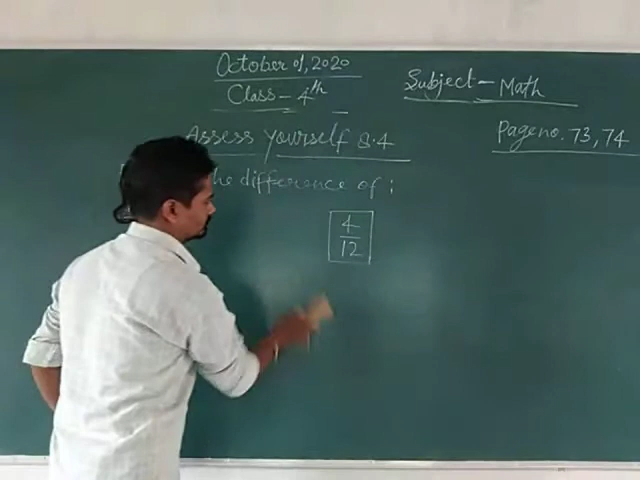 October 01, 2020
Class - 4th
Subject - Math
Assess yourself 8.4
Page no. 73, 74
the difference of :
4
12